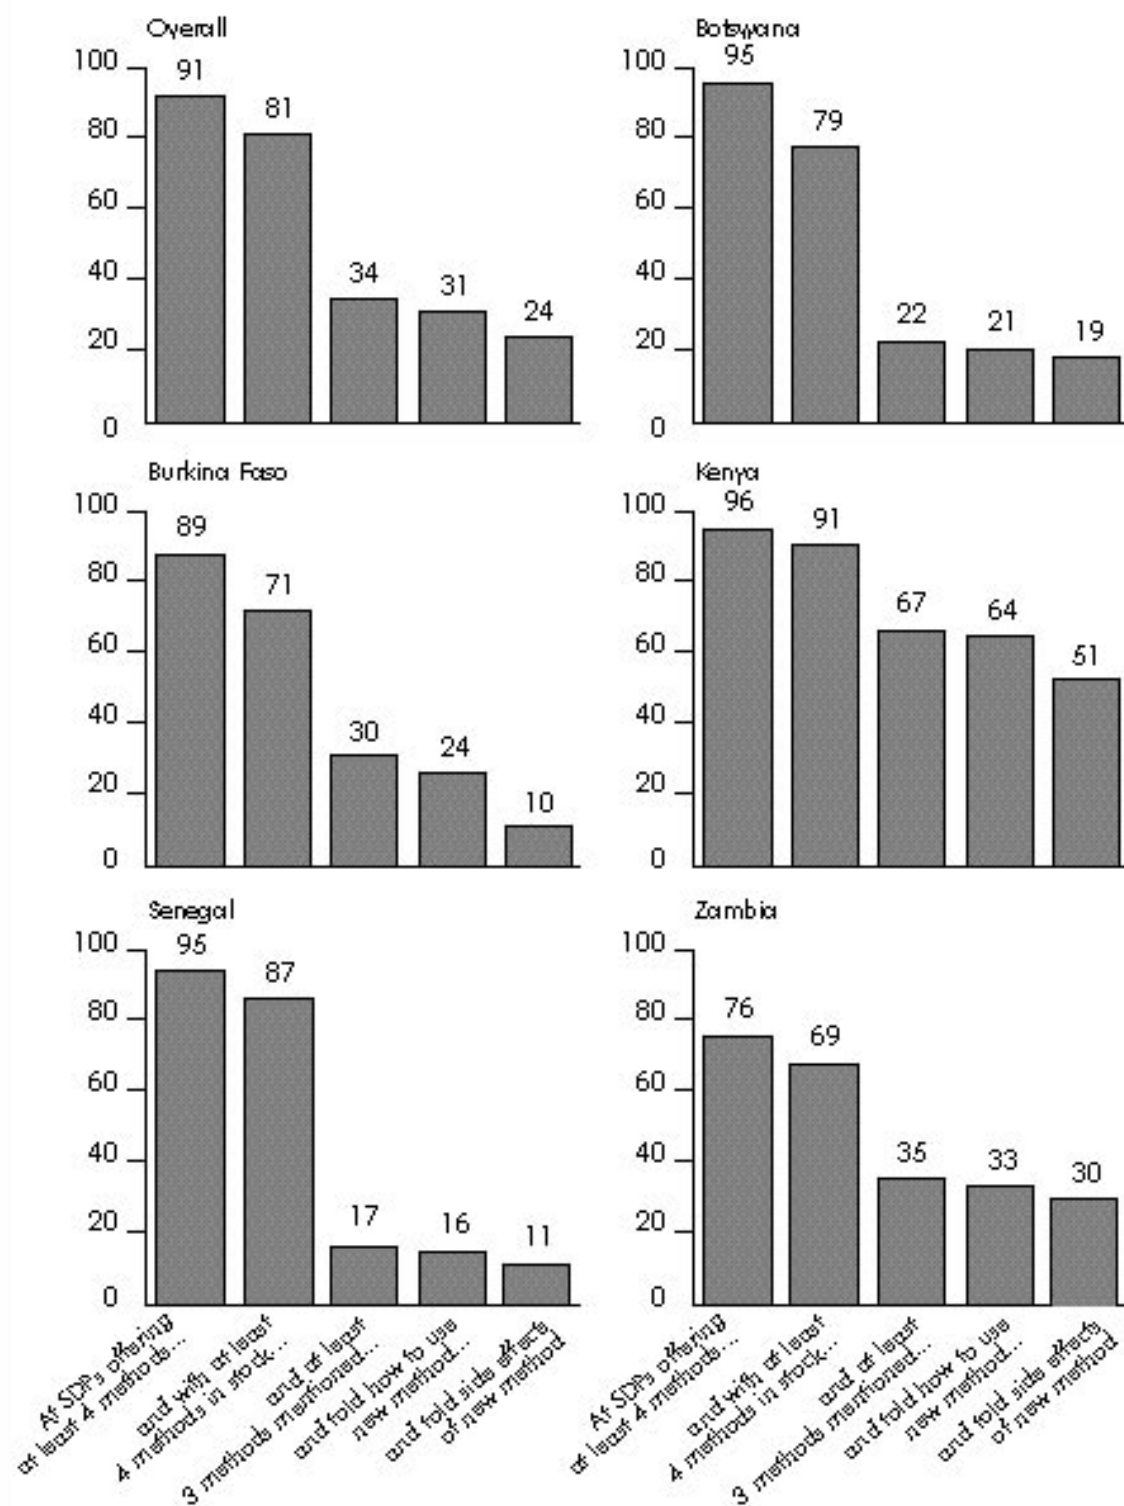 Overall
100
80
60
40
20
0
91
81
34
31
24
Botswana
100
80
60
40
20
0
95
79
22
21
19
Burkina Faso
100
80
60
40
20
0
89
71
30
24
10
Kenya
100
80
60
40
20
0
96
91
67
64
51
Senegal
100
80
60
40
20
0
95
87
17
16
11
Zambia
100
80
60
40
20
0
76
69
35
33
30
At SDPs offering
at least 4 methods...
and with at least
4 methods in stock...
and at least
3 methods mentioned...
and told how to use
new method...
and told side effects
of new method
At SDPs offering
at least 4 methods...
and with at least
4 methods in stock...
and at least
3 methods mentioned...
and told how to use
new method...
and told side effects
of new method